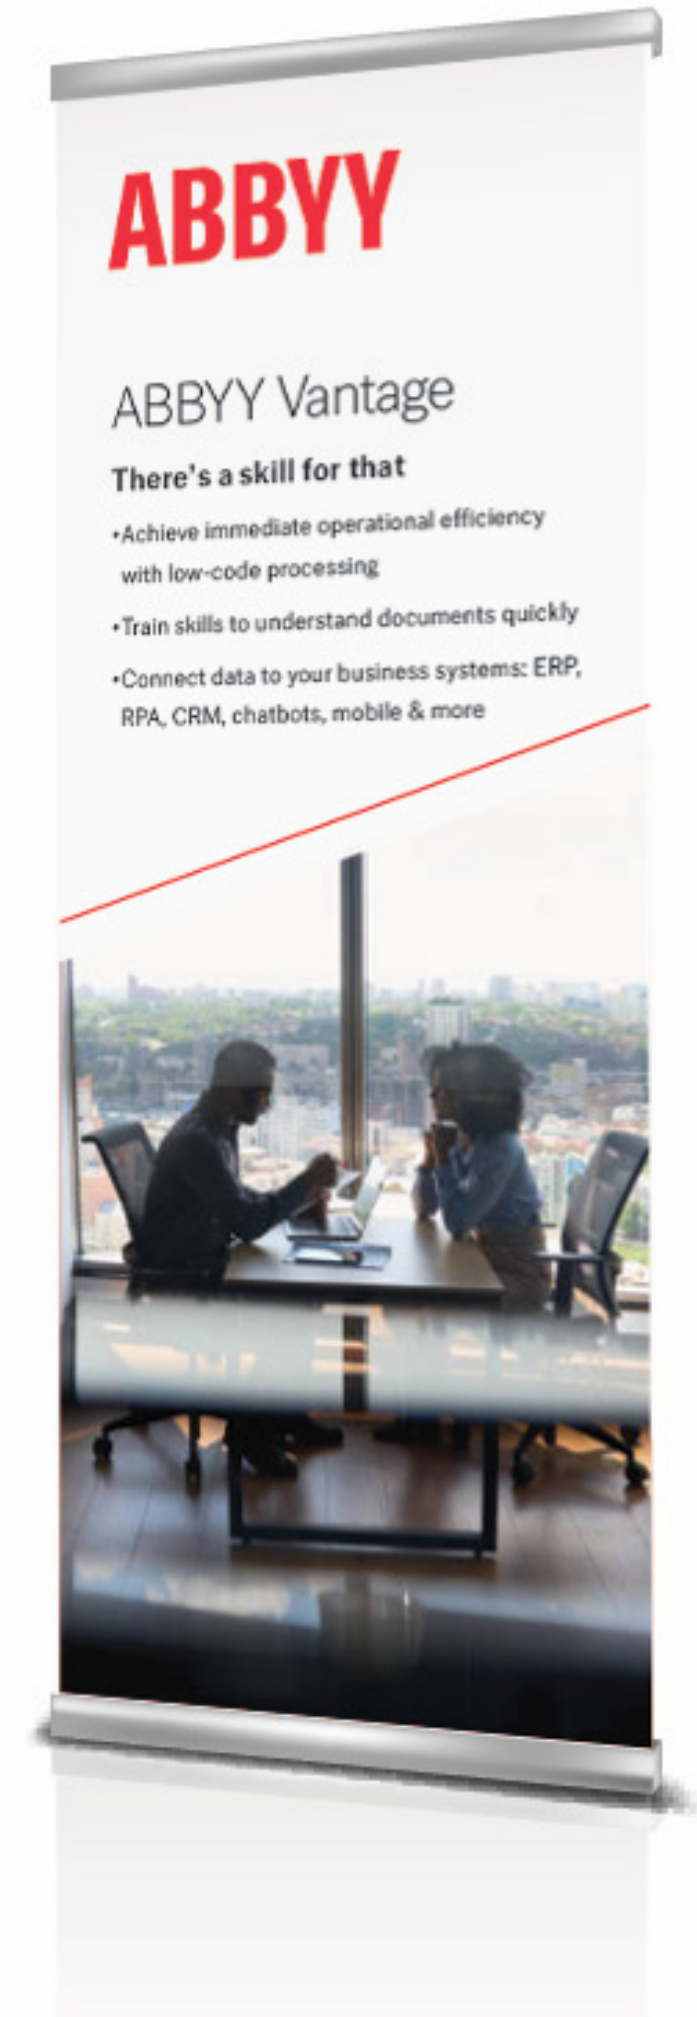 ABBYY
ABBYY Vantage
There's a skill for that
•Achieve immediate operational efficiency
with low-code processing
•Train skills to understand documents quickly
•Connect data to your business systems: ERP,
RPA, CRM, chatbots, mobile & more